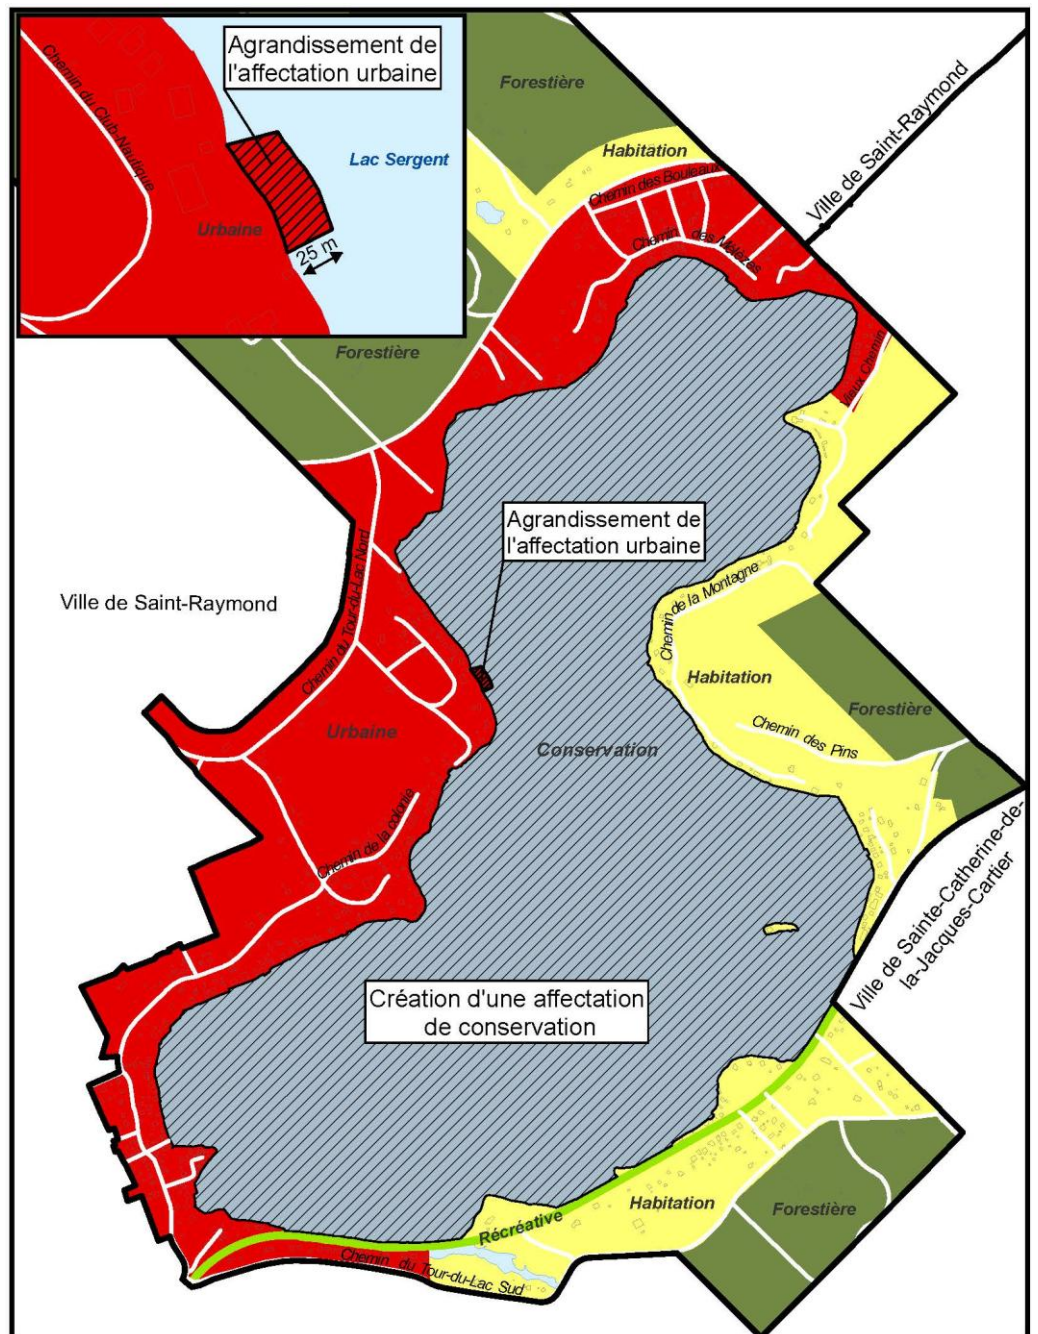 Agrandissement de
l'affectation urbaine
Chemin du Club-Nautique
Lac Sergent
Urbaine
25 m
Forestière
Habitation
Chemin des Bouleaux
Chemin des Mélèzes
Ville de Saint-Raymond
Forestière
Vieux Chemin
Agrandissement de
l'affectation urbaine
Ville de Saint-Raymond
Chemin du Tour-du-Lac Nord
Chemin de la Montagne
Habitation
Forestière
Urbaine
Conservation
Chemin des Pins
Chemin de la colonie
Ville de Sainte-Catherine-de-
la-Jacques-Cartier
Création d'une affectation
de conservation
Habitation
Forestière
Récréative
Chemin du Tour-du-Lac Sud